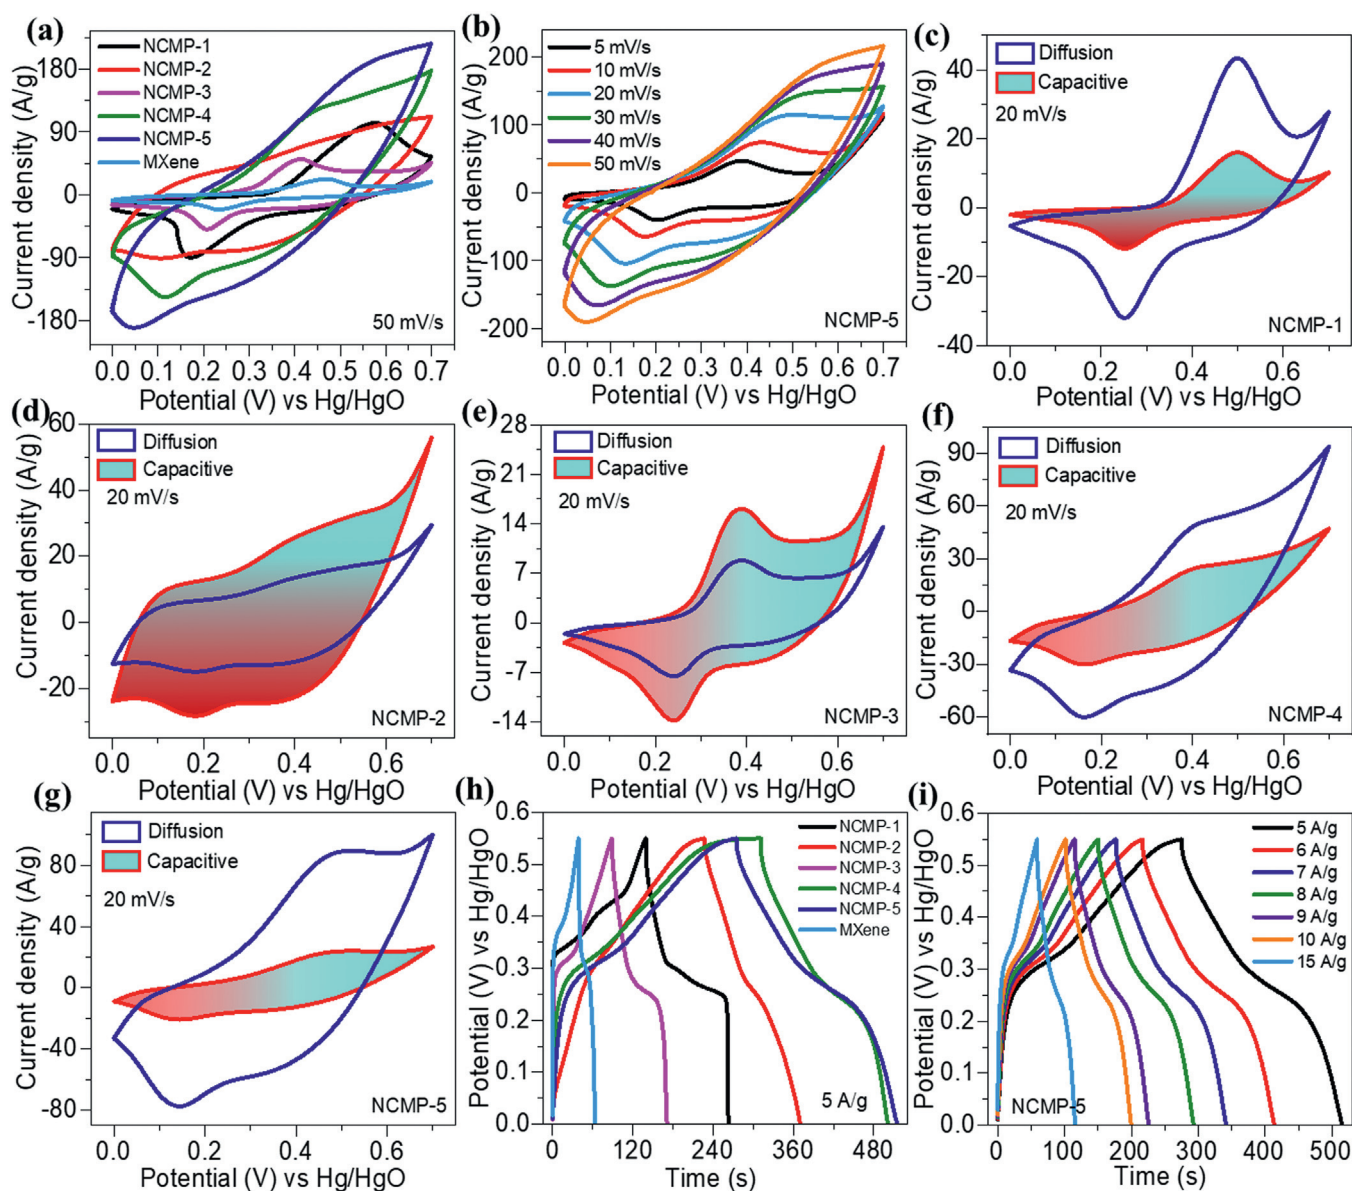 (a)
NCMP-1
NCMP-2
NCMP-3
NCMP-4
NCMP-5
MXene
180
90
0
-90
-180
Current density (A/g)
50 mV/s
0.0 0.1 0.2 0.3 0.4 0.5 0.6 0.7
Potential (V) vs Hg/HgO
(b)
5 mV/s
10 mV/s
20 mV/s
30 mV/s
40 mV/s
50 mV/s
200
100
0
-100
-200
Current density (A/g)
NCMP-5
0.0 0.1 0.2 0.3 0.4 0.5 0.6 0.7
Potential (V) vs Hg/HgO
(c)
Diffusion
Capacitive
20 mV/s
40
20
0
-20
-40
Current density (A/g)
NCMP-1
0.0 0.2 0.4 0.6
Potential (V) vs Hg/HgO
(d)
Diffusion
Capacitive
20 mV/s
60
40
20
0
-20
Current density (A/g)
NCMP-2
0.0 0.2 0.4 0.6
Potential (V) vs Hg/HgO
(e)
Diffusion
Capacitive
20 mV/s
28
21
14
7
0
-7
-14
Current density (A/g)
NCMP-3
0.0 0.2 0.4 0.6
Potential (V) vs Hg/HgO
(f)
Diffusion
Capacitive
20 mV/s
90
60
30
0
-30
-60
Current density (A/g)
NCMP-4
0.0 0.2 0.4 0.6
Potential (V) vs Hg/HgO
(g)
Diffusion
Capacitive
20 mV/s
80
40
0
-40
-80
Current density (A/g)
NCMP-5
0.0 0.2 0.4 0.6
Potential (V) vs Hg/HgO
(h)
NCMP-1
NCMP-2
NCMP-3
NCMP-4
NCMP-5
MXene
0.6
0.5
0.4
0.3
0.2
0.1
0.0
Potential (V) vs Hg/HgO
5 A/g
0 120 240 360 480
Time (s)
(i)
5 A/g
6 A/g
7 A/g
8 A/g
9 A/g
10 A/g
15 A/g
0.6
0.5
0.4
0.3
0.2
0.1
0.0
Potential (V) vs Hg/HgO
NCMP-5
0 100 200 300 400 500
Time (s)